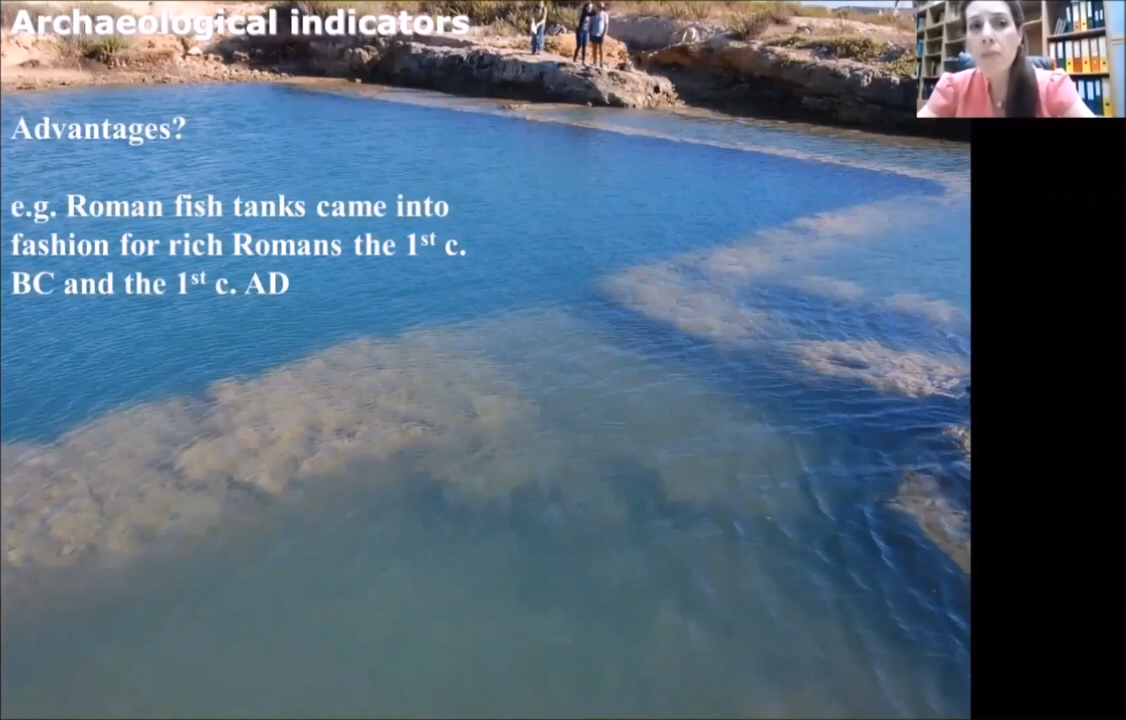 Archaeological indicators
Advantages?
e.g. Roman fish tanks came into
fashion for rich Romans the 1st c.
BC and the 1st c. AD